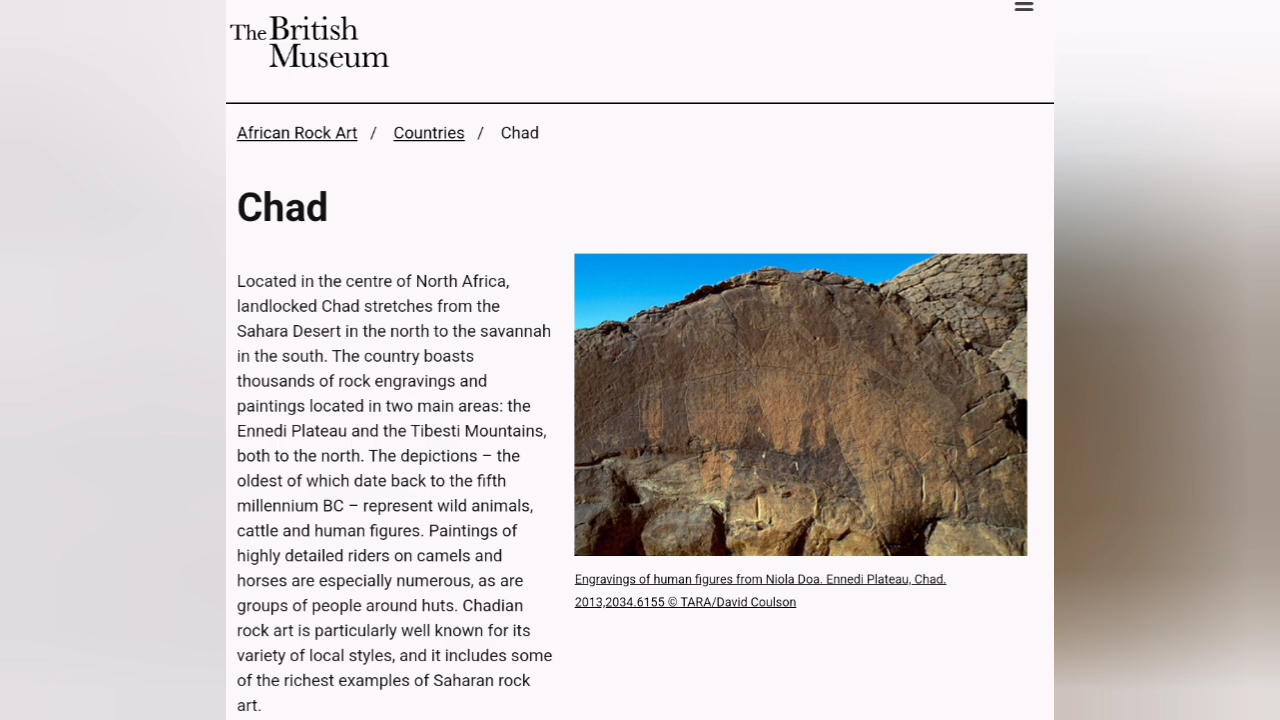 The British
Museum
African Rock Art / Countries / Chad
Chad
Located in the centre of North Africa,
landlocked Chad stretches from the
Sahara Desert in the north to the savannah
in the south. The country boasts
thousands of rock engravings and
paintings located in two main areas: the
Ennedi Plateau and the Tibesti Mountains,
both to the north. The depictions – the
oldest of which date back to the fifth
millennium BC – represent wild animals,
cattle and human figures. Paintings of
highly detailed riders on camels and
horses are especially numerous, as are
groups of people around huts. Chadian
rock art is particularly well known for its
variety of local styles, and it includes some
of the richest examples of Saharan rock
art.
Engravings of human figures from Niola Doa. Ennedi Plateau, Chad.
2013,2034.6155 © TARA/David Coulson